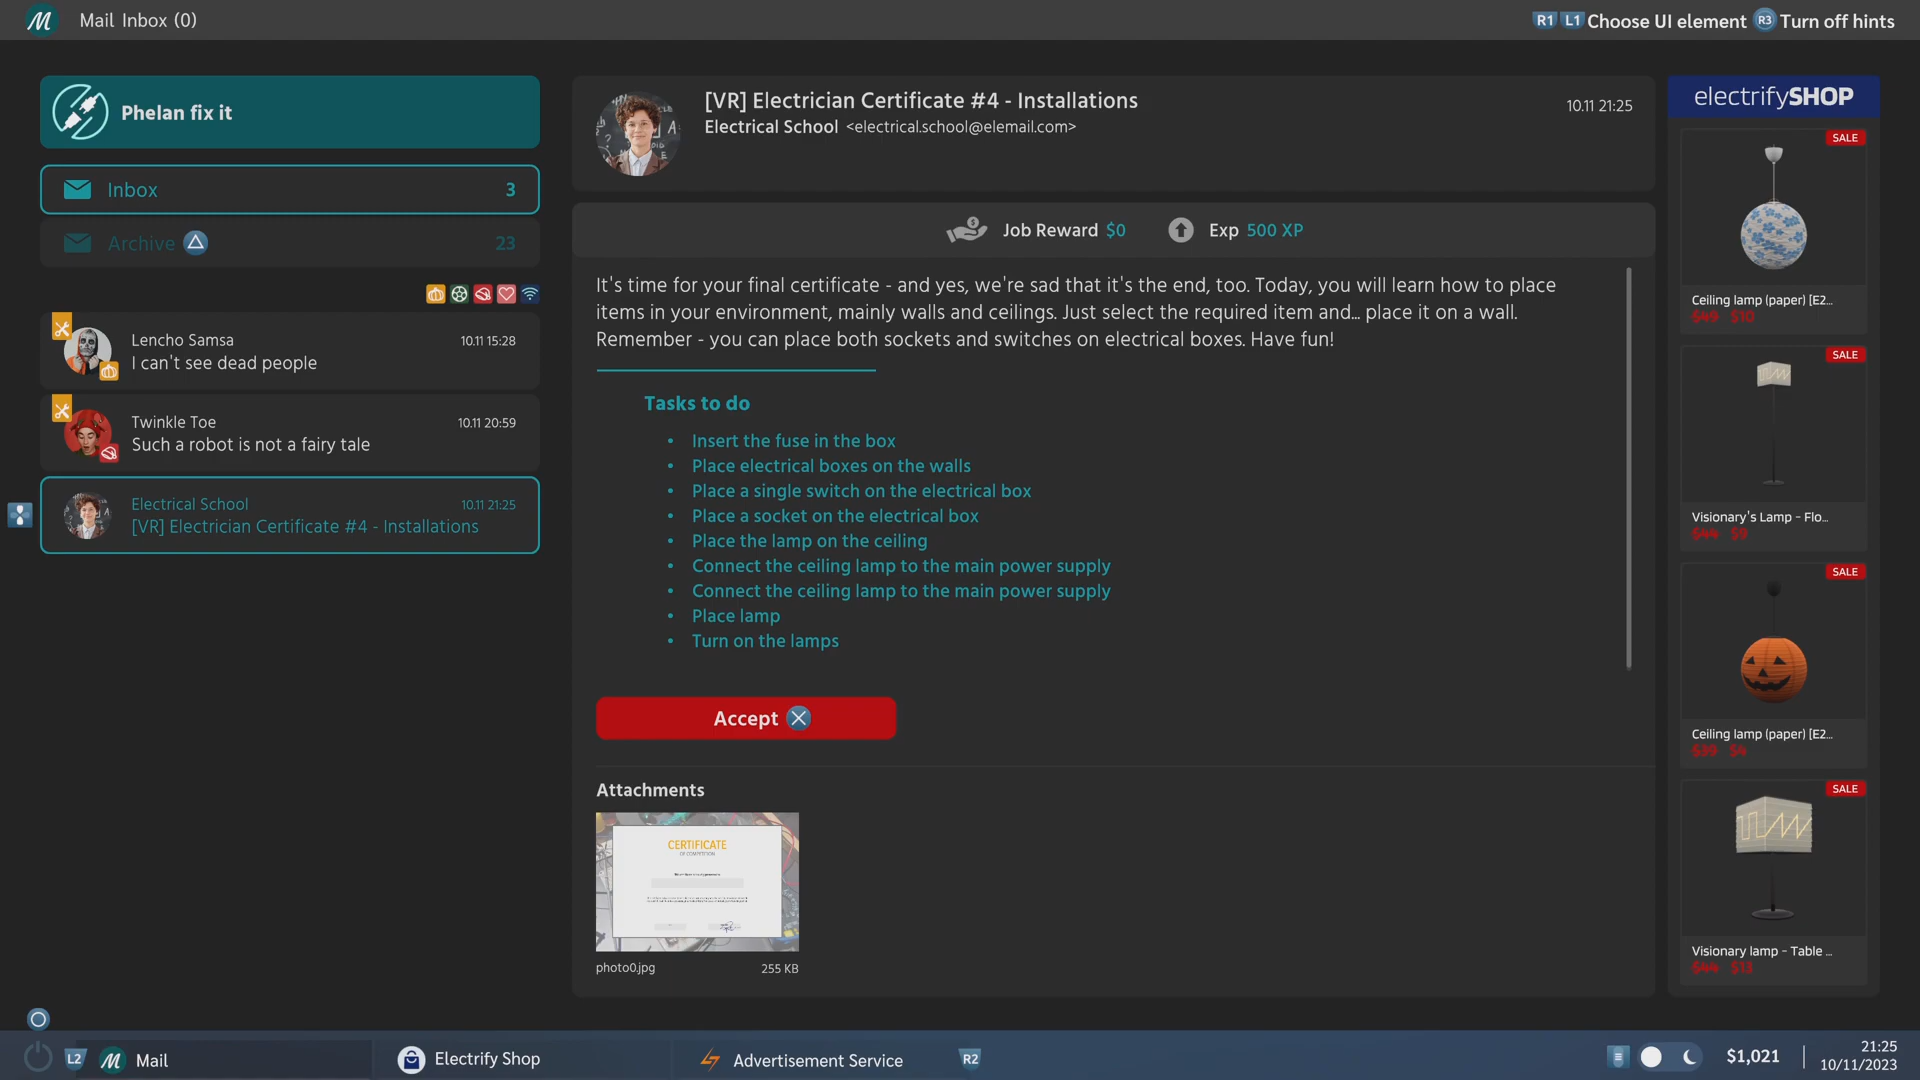 Mail Inbox (0)
R1 L1 Choose UI element R3 Turn off hints
Phelan fix it
Inbox 3
Archive 23
Lencho Samsa 10.11 15:28
I can't see dead people
Twinkle Toe 10.11 20:59
Such a robot is not a fairy tale
Electrical School 10.11 21:25
[VR] Electrician Certificate #4 - Installations
[VR] Electrician Certificate #4 - Installations
10.11 21:25
Electrical School <electrical.school@elemail.com>
Job Reward $0 Exp 500 XP
It's time for your final certificate - and yes, we're sad that it's the end, too. Today, you will learn how to place
items in your environment, mainly walls and ceilings. Just select the required item and... place it on a wall.
Remember - you can place both sockets and switches on electrical boxes. Have fun!
Tasks to do
• Insert the fuse in the box
• Place electrical boxes on the walls
• Place a single switch on the electrical box
• Place a socket on the electrical box
• Place the lamp on the ceiling
• Connect the ceiling lamp to the main power supply
• Connect the ceiling lamp to the main power supply
• Place lamp
• Turn on the lamps
Accept
Attachments
CERTIFICATE
OF COMPETITION
photo0.jpg 255 KB
electrifySHOP
SALE
Ceiling lamp (paper) [E2...
$49 $10
SALE
Visionary's Lamp - Flo...
$44 $9
SALE
Ceiling lamp (paper) [E2...
$39 $4
SALE
Visionary lamp - Table ...
$44 $13
L2 Mail
Electrify Shop
Advertisement Service
R2
$1,021
21:25
10/11/2023